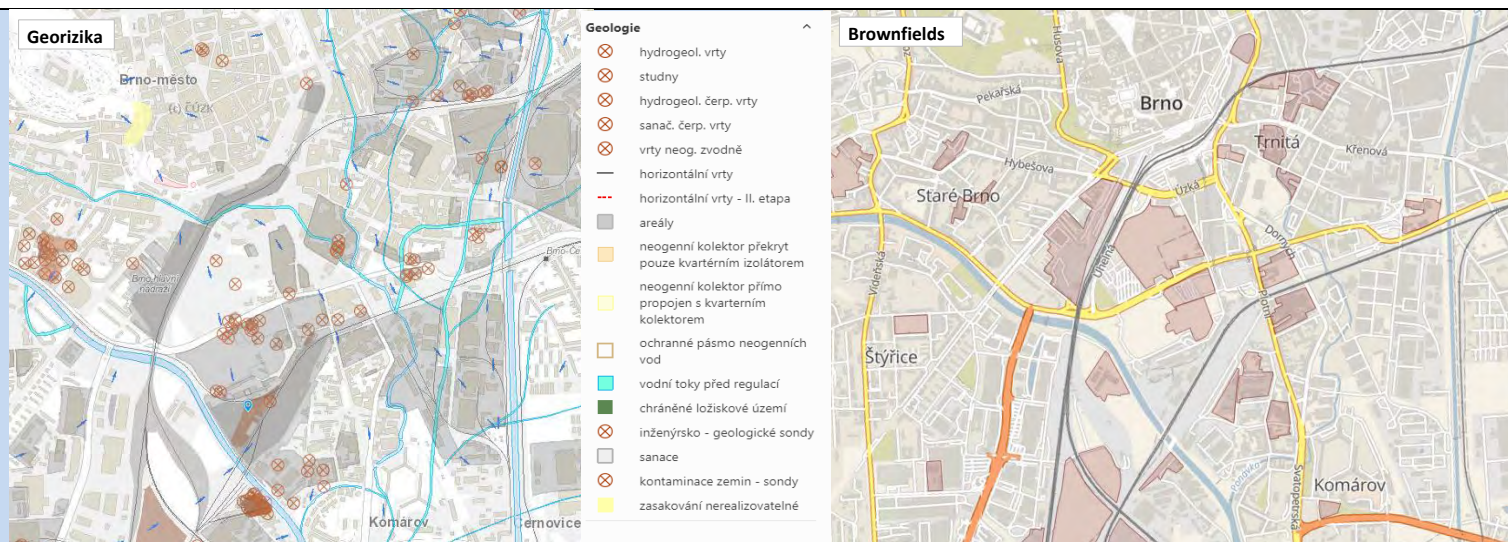 Georizika
Brno-město
(c) ČÚZK
Brno hlavní
nádraží
Komárov
Černovice
Geologie
hydrogeol. vrty
studny
hydrogeol. čerp. vrty
sanač. čerp. vrty
vrty neog. zvodně
horizontální vrty
horizontální vrty - II. etapa
areály
neogenní kolektor překryt
pouze kvartérním izolátorem
neogenní kolektor přímo
propojen s kvarterním
kolektorem
ochranné pásmo neogenních
vod
vodní toky před regulací
chráněné ložiskové území
inženýrsko - geologické sondy
sanace
kontaminace zemin - sondy
zasakování nerealizovatelné
Brownfields
Husova
Pekařská
Brno
Trnitá
Křenová
Hybešova
Úzká
Staré Brno
Dornych
Uhelná
Vídeňská
Plotní
Štýřice
Ponávka
Svatopetrská
Komárov